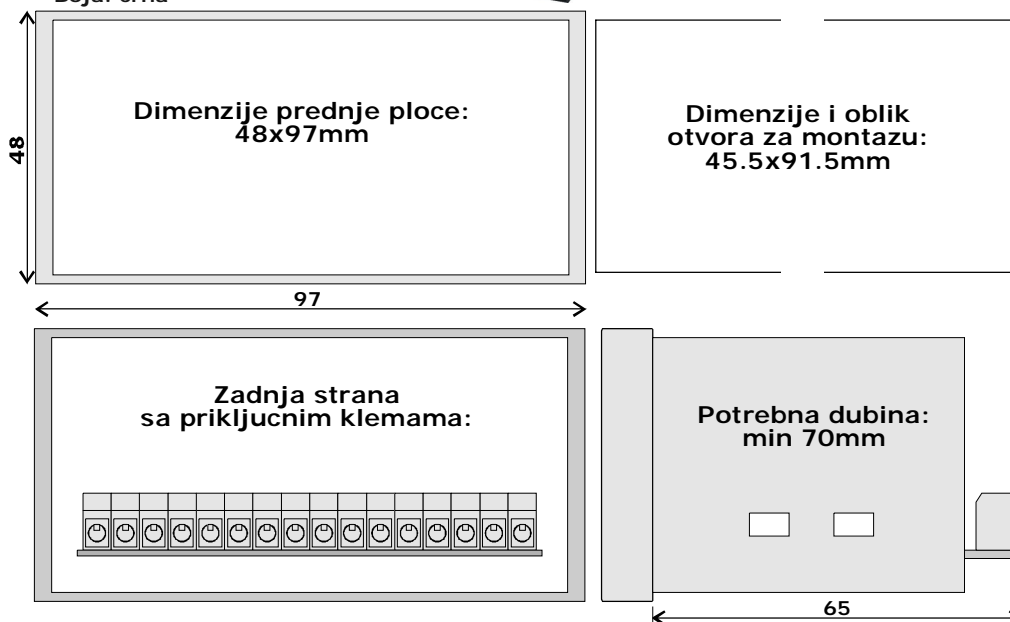 Dimenzije prednje ploce:
48x97mm
48
97
Dimenzije i oblik
otvora za montazu:
45.5x91.5mm
Zadnja strana
sa prikljucnim klemama:
Potrebna dubina:
min 70mm
65